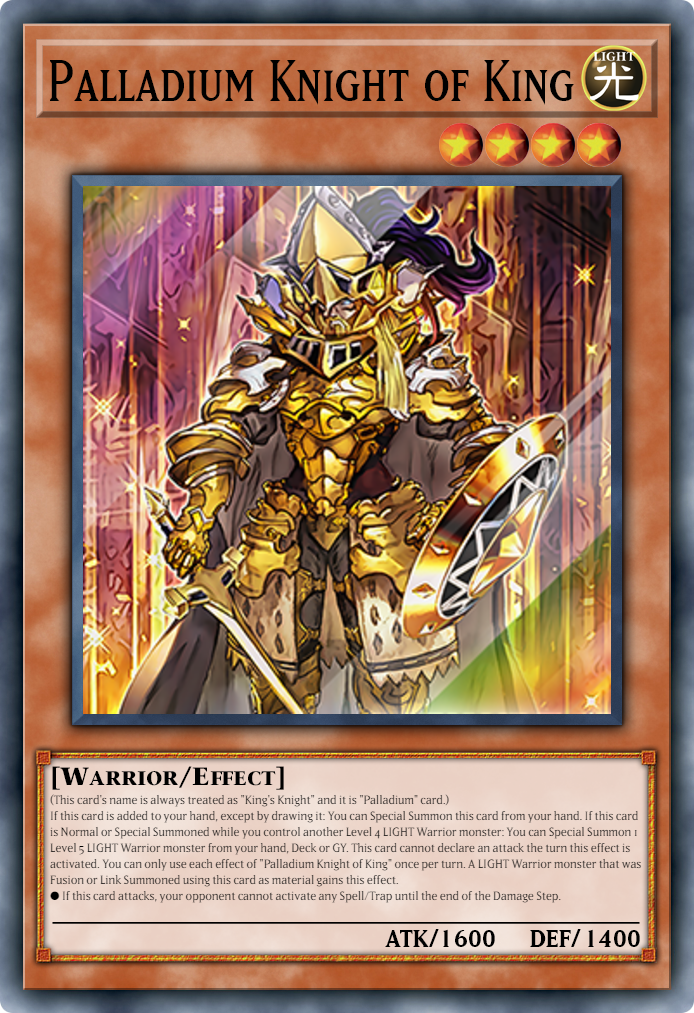 PALLADIUM KNIGHT OF KING
LIGHT
光
[WARRIOR/EFFECT]
(This card's name is always treated as "King's Knight" and it is "Palladium" card.)
If this card is added to your hand, except by drawing it: You can Special Summon this card from your hand. If this card
is Normal or Special Summoned while you control another Level 4 LIGHT Warrior monster: You can Special Summon 1
Level 5 LIGHT Warrior monster from your hand, Deck or GY. This card cannot declare an attack the turn this effect is
activated. You can only use each effect of "Palladium Knight of King" once per turn. A LIGHT Warrior monster that was
Fusion or Link Summoned using this card as material gains this effect.
● If this card attacks, your opponent cannot activate any Spell/Trap until the end of the Damage Step.
ATK/1600 DEF/1400